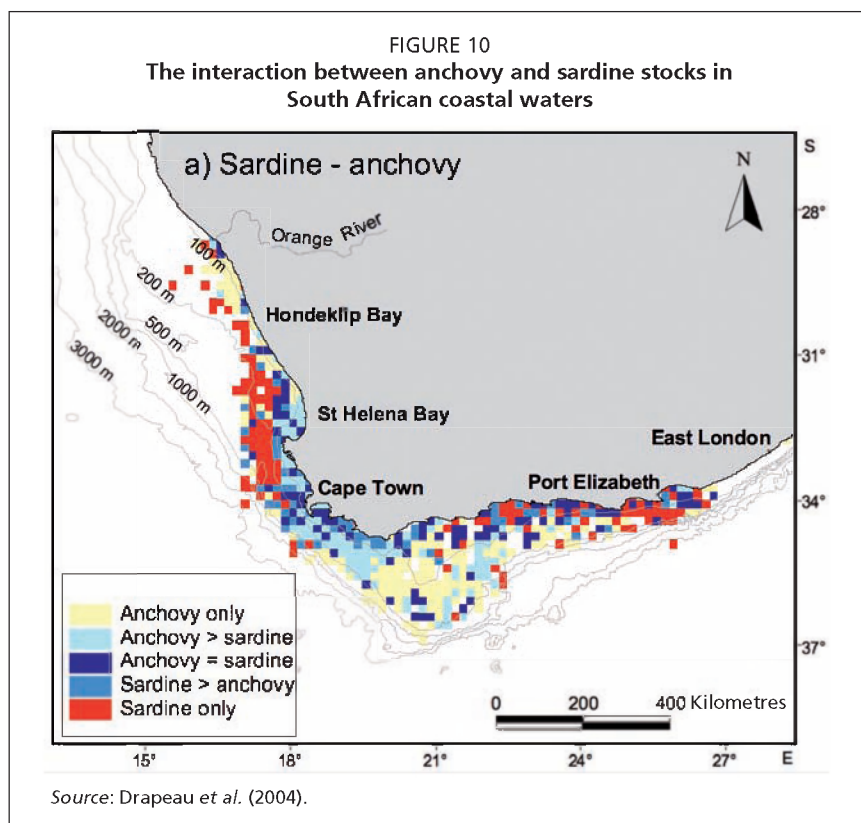 FIGURE 10
The interaction between anchovy and sardine stocks in
South African coastal waters
a) Sardine - anchovy
N
S
28°
Orange River
100 m
200 m
Hondeklip Bay
500 m
2000 m
3000 m
1000 m
31°
St Helena Bay
East London
Cape Town
Port Elizabeth
34°
Anchovy only
Anchovy > sardine
Anchovy = sardine
Sardine > anchovy
Sardine only
37°
0 200 400 Kilometres
15° 18° 21° 24° 27° E
Source: Drapeau et al. (2004).